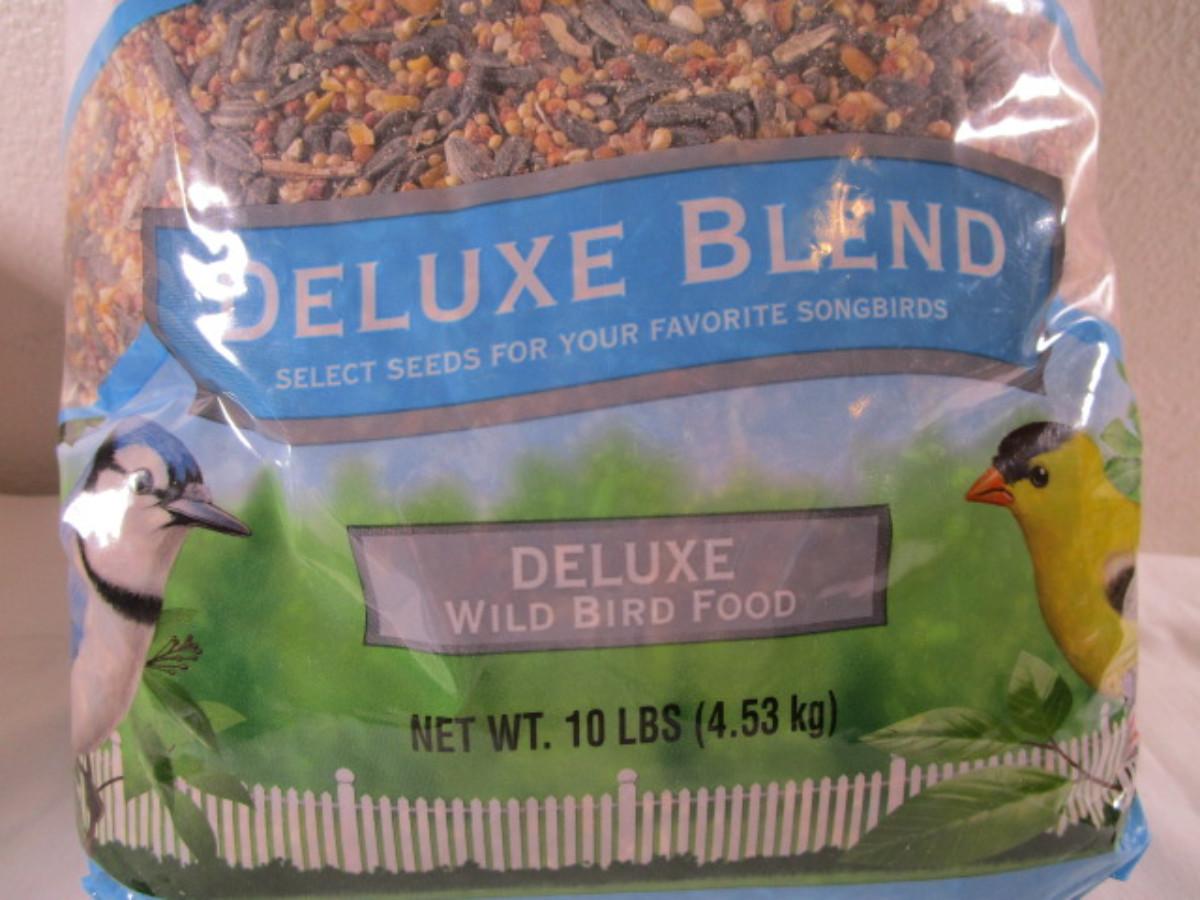 DELUXE BLEND
SELECT SEEDS FOR YOUR FAVORITE SONGBIRDS
DELUXE
WILD BIRD FOOD
NET WT. 10 LBS (4.53 kg)